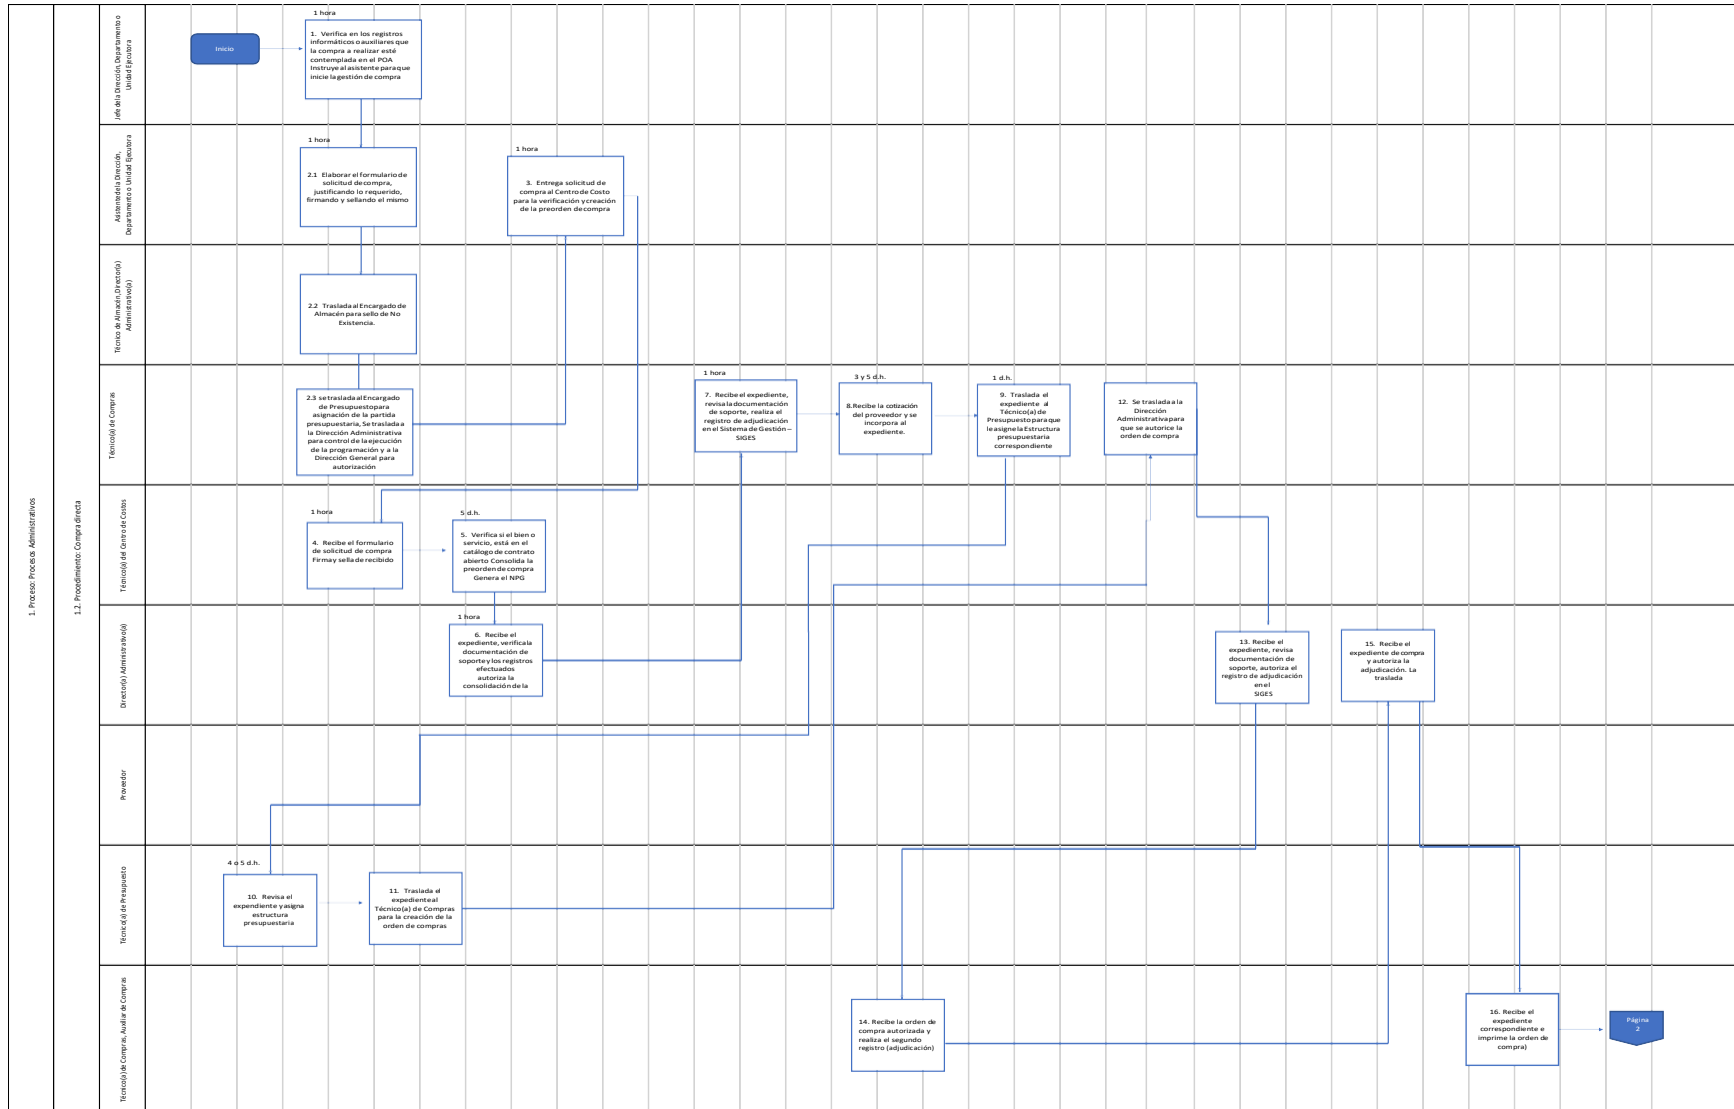 1. Proceso: Procesos Administrativos
1.2. Procedimiento: Compra directa
Jefe de la Dirección, Departamento o
Unidad Ejecutora
Inicio
1 hora
1. Verifica en los registros
informáticos o auxiliares que
la compra a realizar esté
contemplada en el POA
Instruye al asistente para que
inicie la gestión de compra
Asistente de la Dirección,
Departamento o Unidad Ejecutora
1 hora
2.1 Elaborar el formulario de
solicitud de compra,
justificando lo requerido,
firmando y sellando el mismo
1 hora
3. Entrega solicitud de
compra al Centro de Costo
para la verificación y creación
de la preorden de compra
Técnico de Almacén, Director(a)
Administrativo(a)
2.2 Traslada al Encargado de
Almacén para sello de No
Existencia.
Técnico(a) de Compras
2.3 se traslada al Encargado
de Presupuesto para
asignación de la partida
presupuestaria, Se traslada a
la Dirección Administrativa
para control de la ejecución
de la programación y a la
Dirección General para
autorización
1 hora
7. Recibe el expediente,
revisa la documentación
de soporte, realiza el
registro de adjudicación
en el Sistema de Gestión –
SIGES
3 y 5 d.h.
8.Recibe la cotización
del proveedor y se
incorpora al
expediente.
1 d.h.
9. Traslada el
expediente al
Técnico(a) de
Presupuesto para que
le asigne la Estructura
presupuestaria
correspondiente
12. Se traslada a la
Dirección
Administrativa para
que se autorice la
orden de compra
Técnico(a) del Centro de Costos
1 hora
4. Recibe el formulario
de solicitud de compra
Firma y sella de recibido
5 d.h.
5. Verifica si el bien o
servicio, está en el
catálogo de contrato
abierto Consolida la
preorden de compra
Genera el NPG
Director(a) Administrativo(a)
1 hora
6. Recibe el
expediente, verifica la
documentación de
soporte y los registros
efectuados
autoriza la
consolidación de la
13. Recibe el
expediente, revisa
documentación de
soporte, autoriza el
registro de adjudicación
en el
SIGES
15. Recibe el
expediente de compra
y autoriza la
adjudicación. La
traslada
Proveedor
Técnico(a) de Presupuesto
4 o 5 d.h.
10. Revisa el
expendiente y asigna
estructura
presupuestaria
11. Traslada el
expediente al
Técnico(a) de Compras
para la creación de la
orden de compras
Técnico(a) de Compras, Auxiliar de Compras
14. Recibe la orden de
compra autorizada y
realiza el segundo
registro (adjudicación)
16. Recibe el
expediente
correspondiente e
imprime la orden de
compra)
Página
2